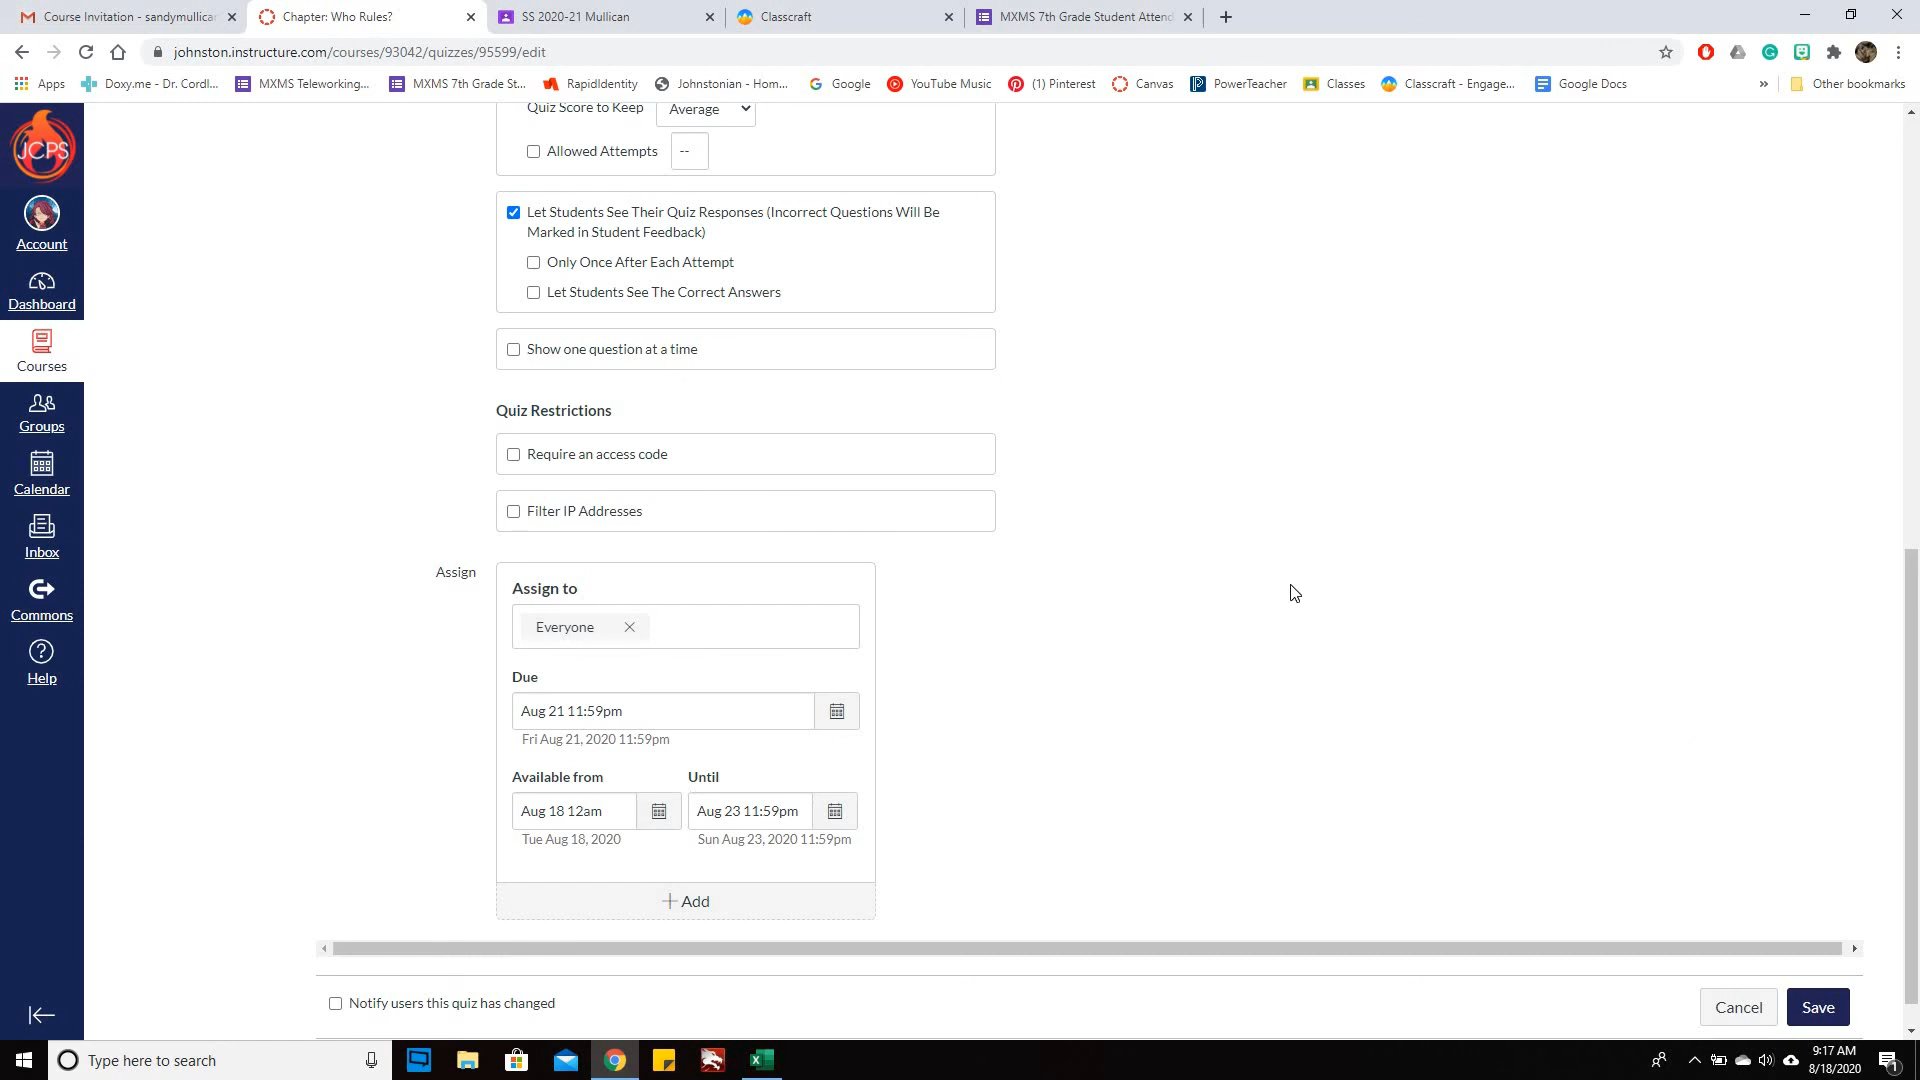 Course Invitation - sandymullica
Chapter: Who Rules?
SS 2020-21 Mullican
Classcraft
MXMS 7th Grade Student Attend
johnston.instructure.com/courses/93042/quizzes/95599/edit
Apps
Doxy.me - Dr. Cordl...
MXMS Teleworking...
MXMS 7th Grade St...
RapidIdentity
Johnstonian - Hom...
Google
YouTube Music
(1) Pinterest
Canvas
PowerTeacher
Classes
Classcraft - Engage...
Google Docs
»
Other bookmarks
JCPS
Account
Dashboard
Courses
Groups
Calendar
Inbox
Commons
Help
Quiz Score to Keep
Average
Allowed Attempts
--
Let Students See Their Quiz Responses (Incorrect Questions Will Be
Marked in Student Feedback)
Only Once After Each Attempt
Let Students See The Correct Answers
Show one question at a time
Quiz Restrictions
Require an access code
Filter IP Addresses
Assign
Assign to
Everyone
Due
Aug 21 11:59pm
Fri Aug 21, 2020 11:59pm
Available from
Until
Aug 18 12am
Aug 23 11:59pm
Tue Aug 18, 2020
Sun Aug 23, 2020 11:59pm
+ Add
Notify users this quiz has changed
Cancel
Save
Type here to search
9:17 AM
8/18/2020
1